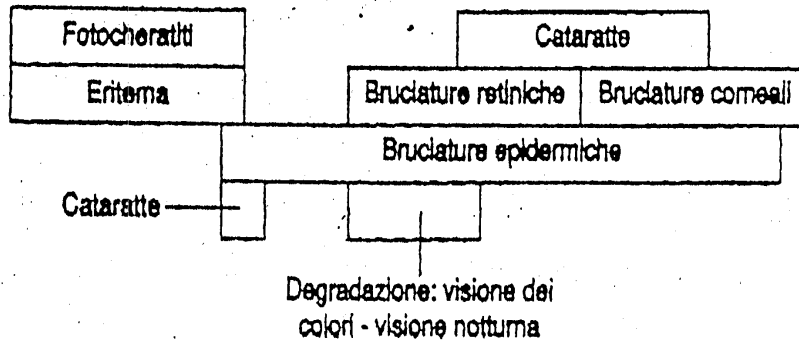 Fotocheratiti
Cataratte
Eritema
Bruciature retiniche
Bruciature corneali
Bruciature epidermiche
Cataratte
Degradazione: visione dei
colori - visione notturna